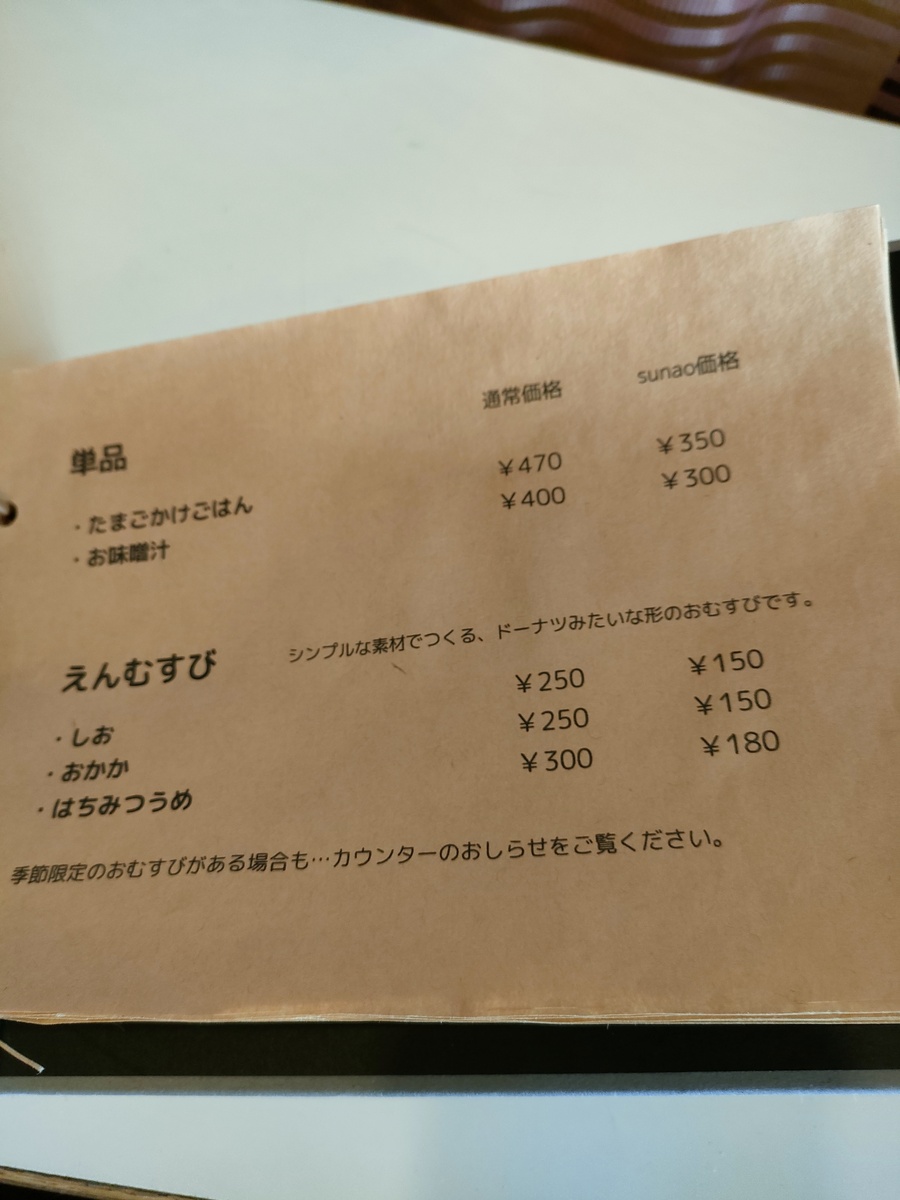 通常価格 sunao価格
単品
・たまごかけごはん ¥470 ¥350
・お味噌汁 ¥400 ¥300
えんむすび シンプルな素材でつくる、ドーナツみたいな形のおむすびです。
・しお ¥250 ¥150
・おかか ¥250 ¥150
・はちみつうめ ¥300 ¥180
季節限定のおむすびがある場合も…カウンターのおしらせをご覧ください。